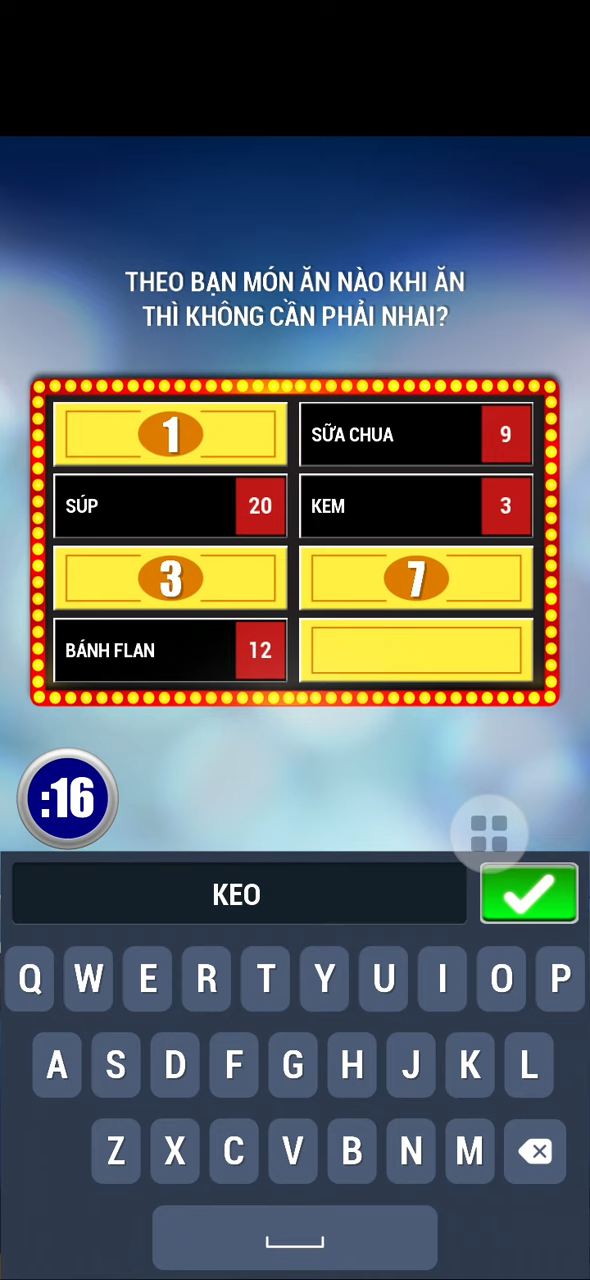 THEO BẠN MÓN ĂN NÀO KHI ĂN
THÌ KHÔNG CẦN PHẢI NHAI?
1
SỮA CHUA 9
SÚP 20
KEM 3
3
7
BÁNH FLAN 12
:16
KEO
Q W E R T Y U I O P
A S D F G H J K L
Z X C V B N M